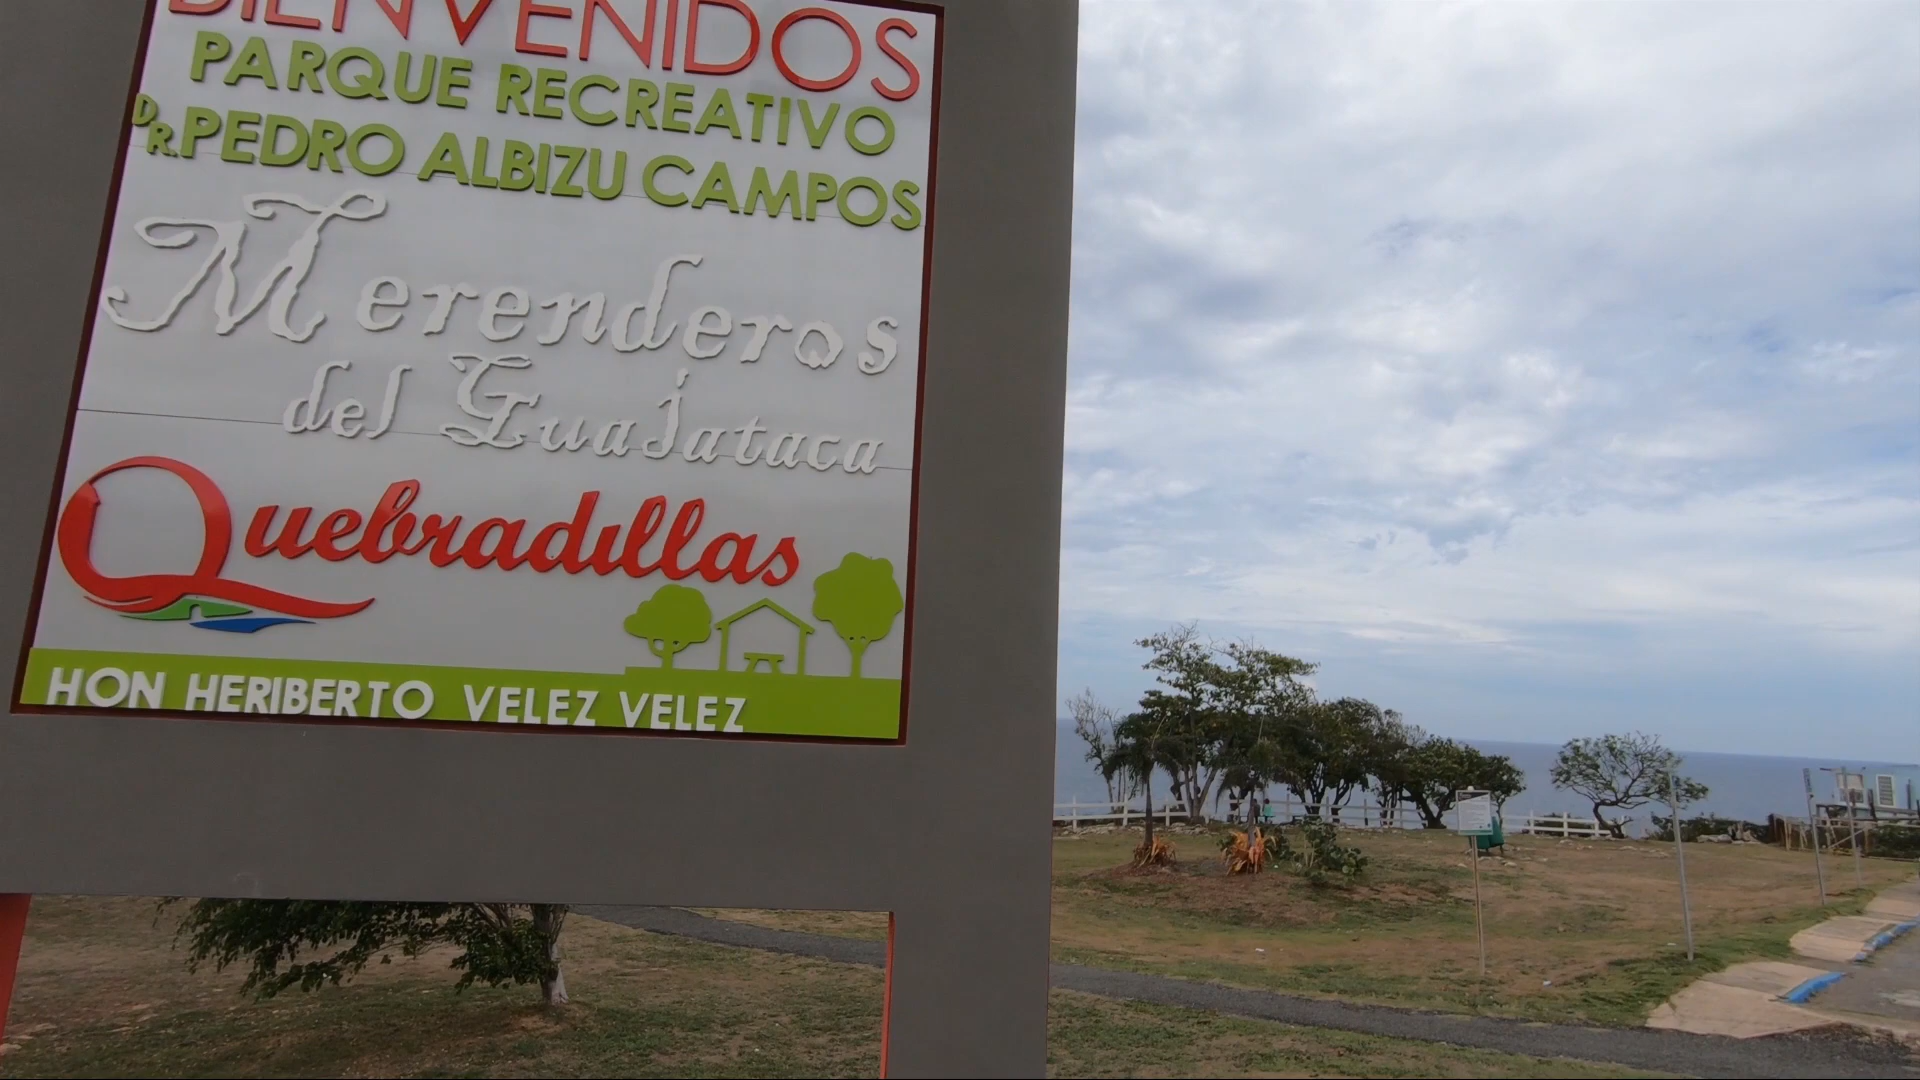 BIENVENIDOS
PARQUE RECREATIVO
DR. PEDRO ALBIZU CAMPOS
Merenderos
del Guajataca
Quebradillas
HON HERIBERTO VELEZ VELEZ